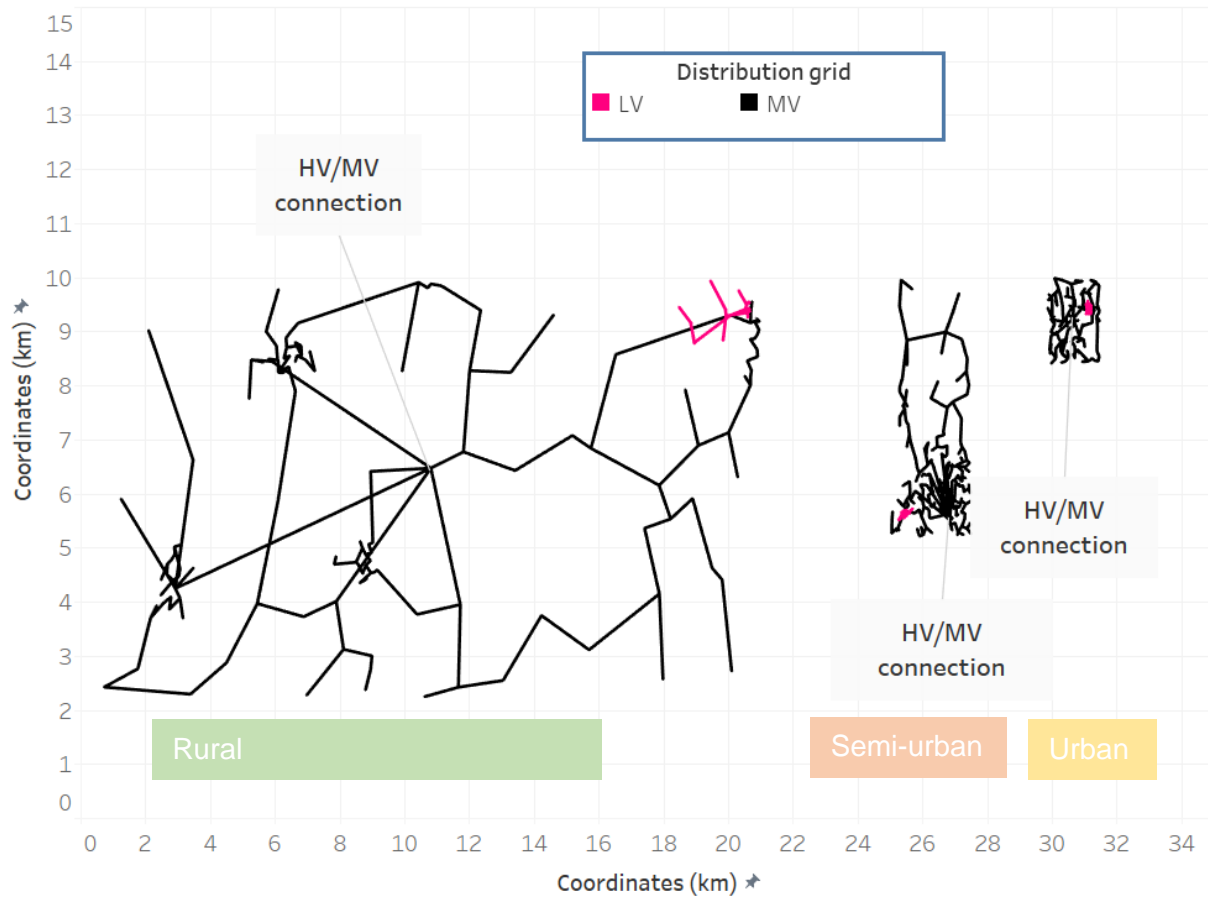 15
14
13
12
11
10
9
8
7
6
5
4
3
2
1
0
Coordinates (km)
Distribution grid
LV
MV
HV/MV
connection
HV/MV
connection
HV/MV
connection
Rural
Semi-urban
Urban
0 2 4 6 8 10 12 14 16 18 20 22 24 26 28 30 32 34
Coordinates (km)